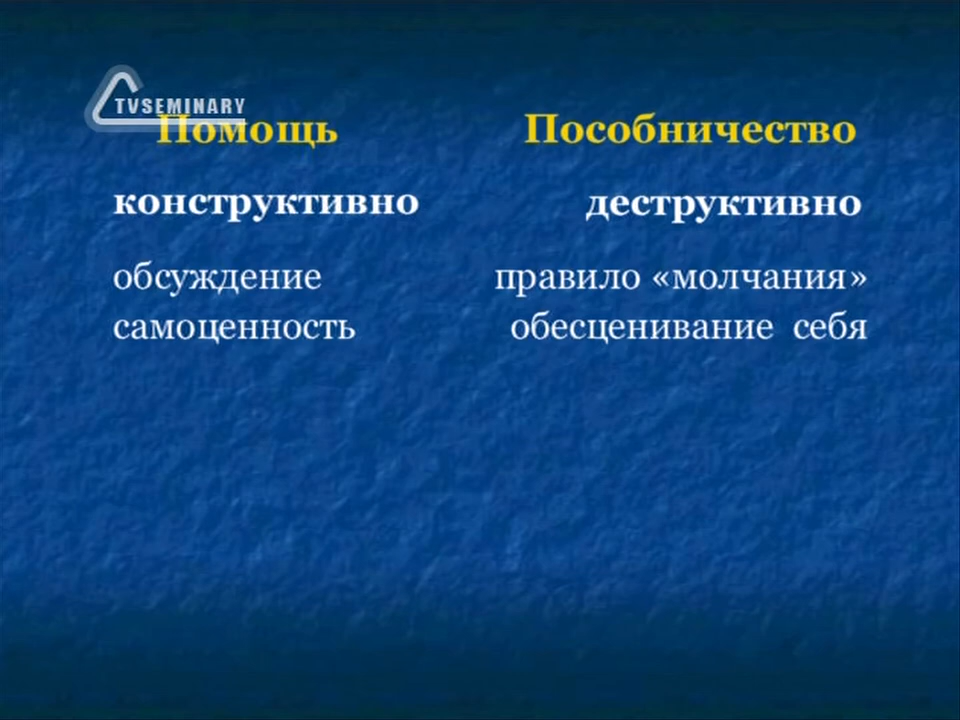 TVSEMINARY
Помощь Пособничество
конструктивно деструктивно
обсуждение правило «молчания»
самоценность обесценивание себя